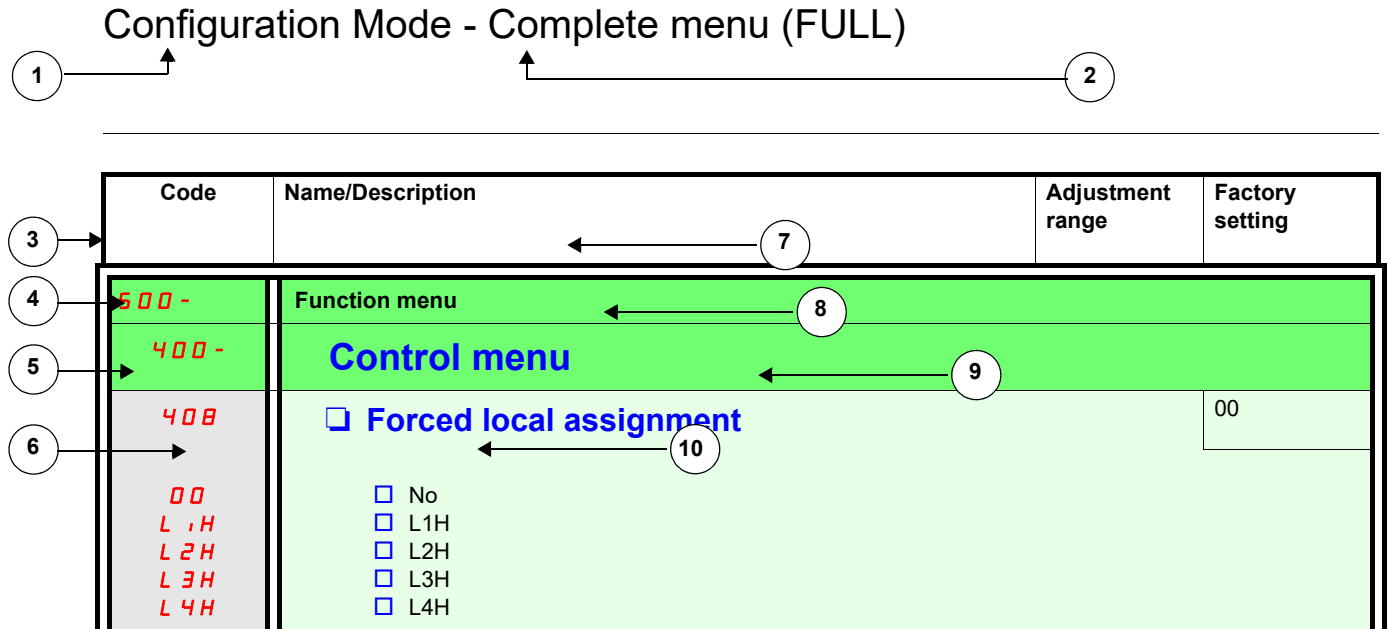 Configuration Mode - Complete menu (FULL)
1
2
Code Name/Description Adjustment range Factory setting
3
7
4 600- Function menu
8
5 400- Control menu
9
408 ❏ Forced local assignment 00
6
10
00 □ No
L1H □ L1H
L2H □ L2H
L3H □ L3H
L4H □ L4H